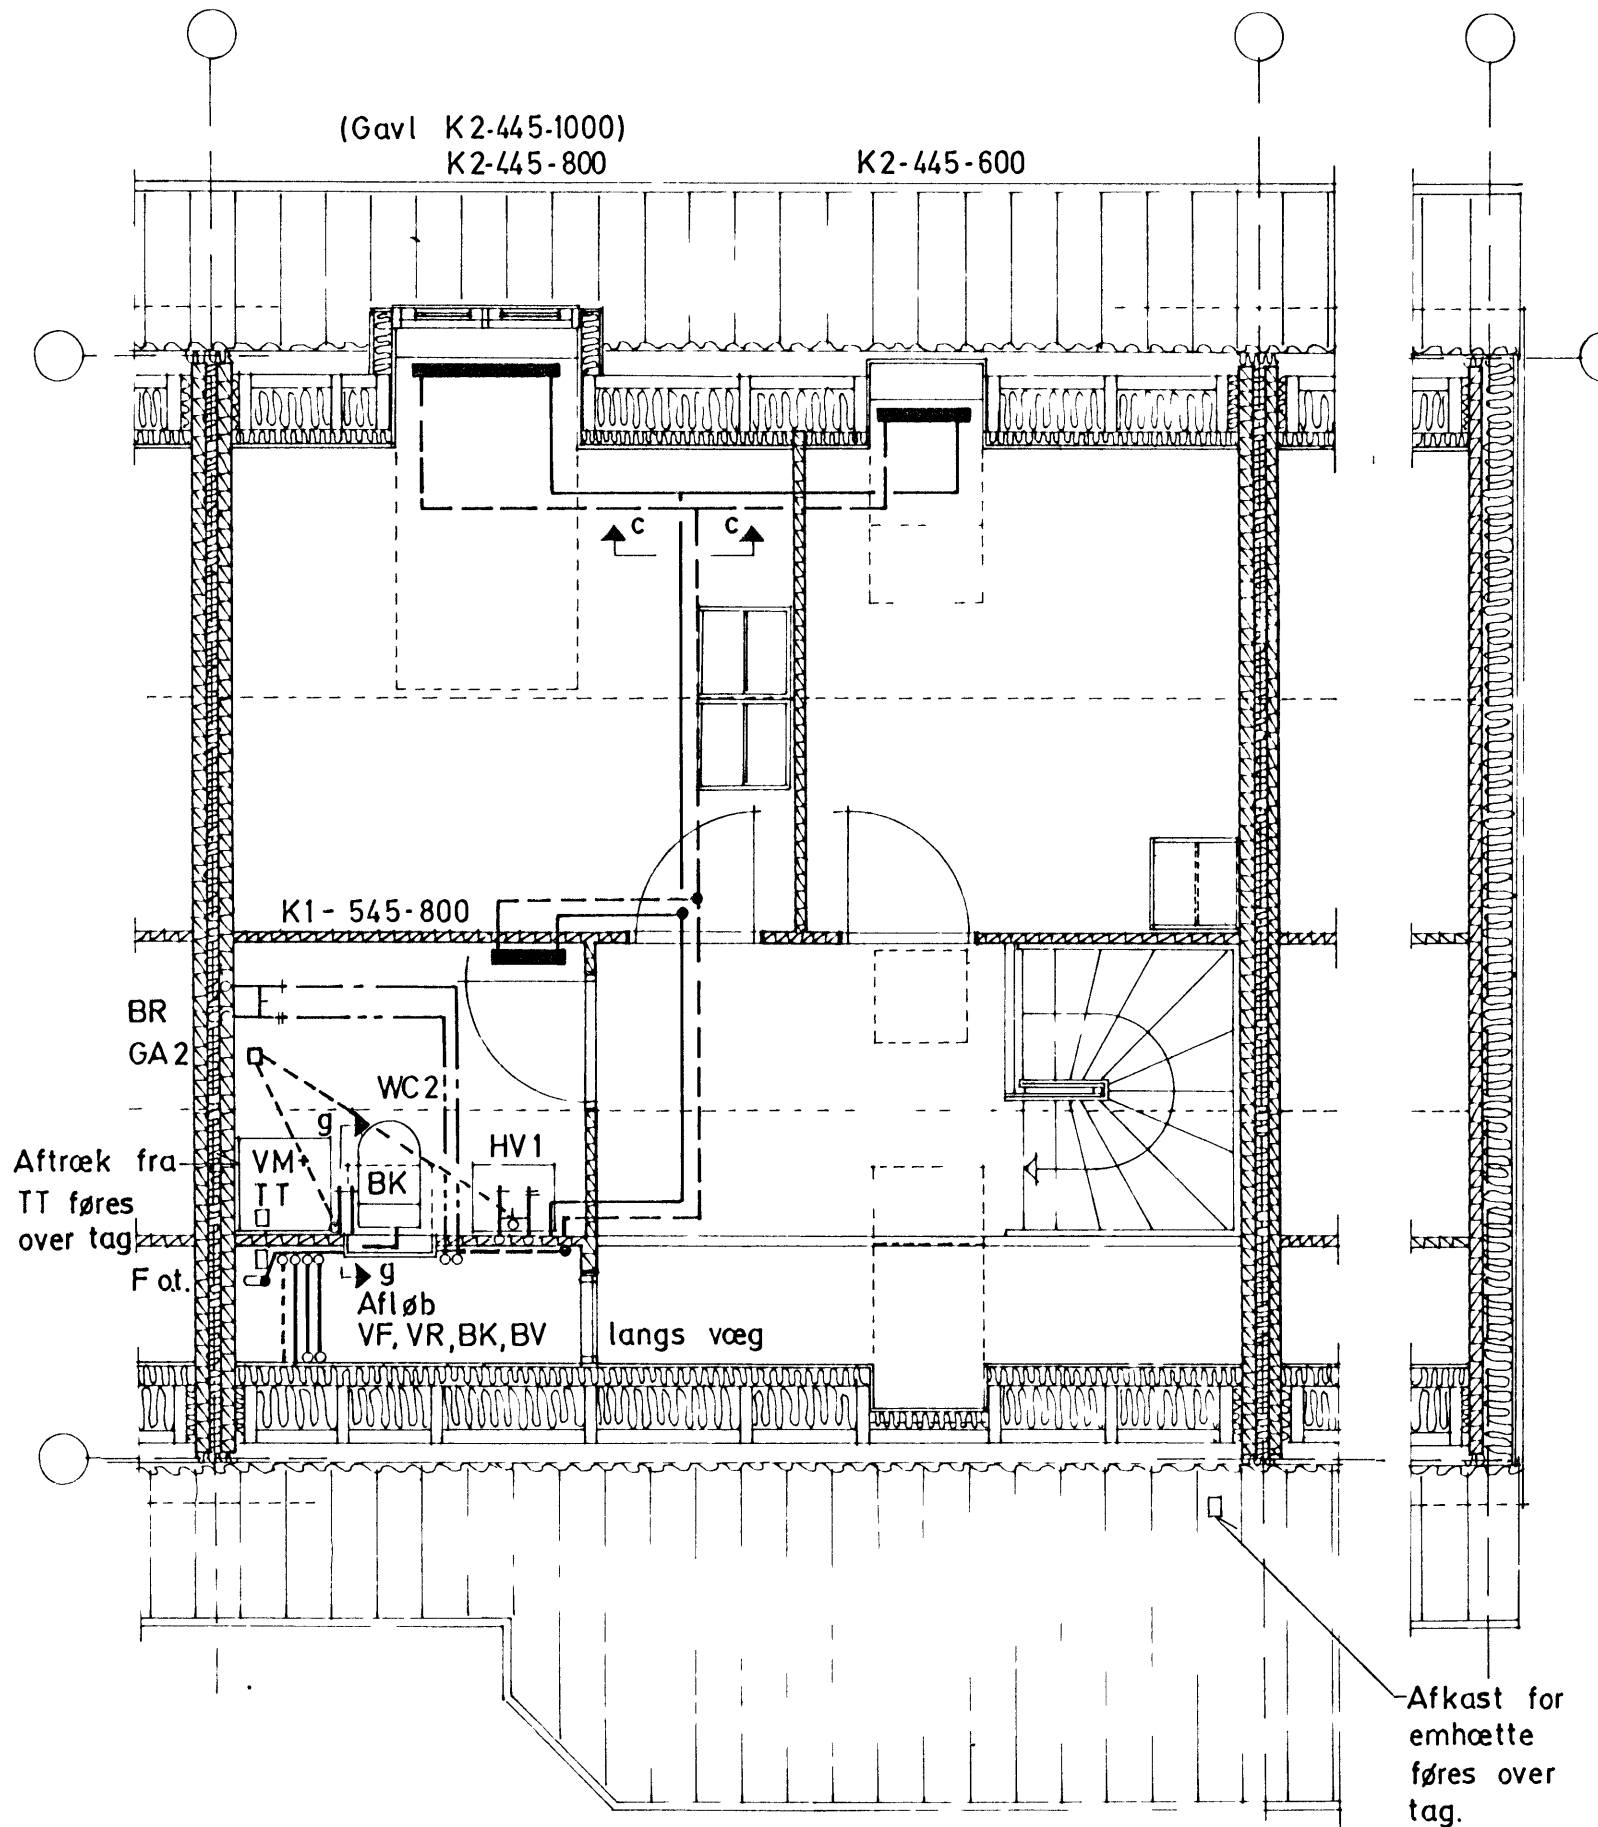 (Gavl K2-445-1000)
K2-445-800
K2-445-600
c
c
K1-545-800
BR
GA2
WC2
g
HV1
Aftræk fra
TT føres
over tag
VM+
TT
BK
F o.t.
g
Afløb
VF, VR, BK, BV langs væg
Afkast for
emhætte
føres over
tag.